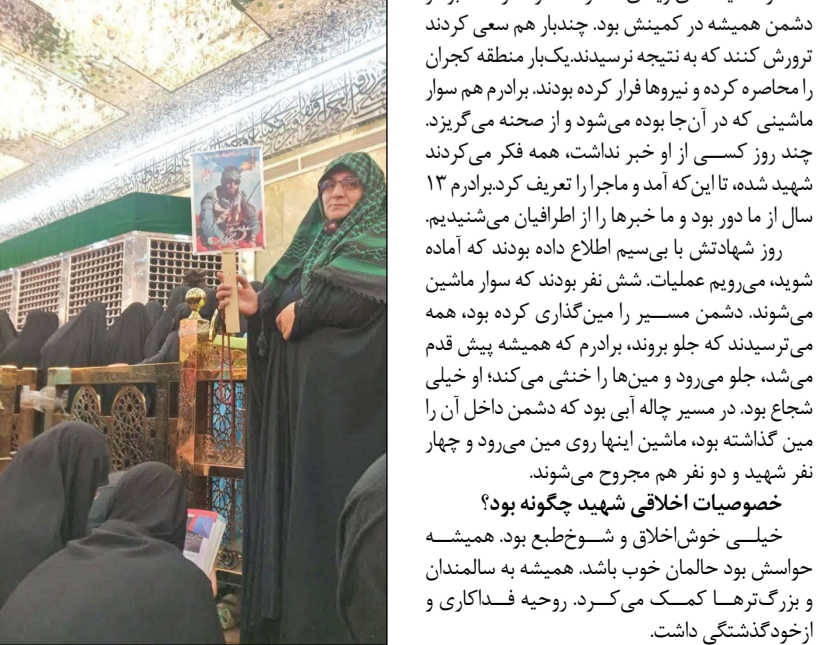 دشمن همیشه در کمینش بود. چندبار هم سعی کردند
ترورش کنند که به نتیجه نرسیدند.یک‌بار منطقه کجران
را محاصره کرده و نیروها فرار کرده بودند. برادرم هم سوار
ماشینی که در آن‌جا بوده می‌شود و از صحنه می‌گریزد.
چند روز کسی از او خبر نداشت، همه فکر می‌کردند
شهید شده، تا این‌که آمد و ماجرا را تعریف کرد.برادرم ۱۳
سال از ما دور بود و ما خبرها را از اطرافیان می‌شنیدیم.
روز شهادتش با بی‌سیم اطلاع داده بودند که آماده
شوید، می‌رویم عملیات. شش نفر بودند که سوار ماشین
می‌شوند. دشمن مسیر را مین‌گذاری کرده بود، همه
می‌ترسیدند که جلو بروند، برادرم که همیشه پیش قدم
می‌شد، جلو می‌رود و مین‌ها را خنثی می‌کند؛ او خیلی
شجاع بود. در مسیر چاله آبی بود که دشمن داخل آن را
مین گذاشته بود، ماشین اینها روی مین می‌رود و چهار
نفر شهید و دو نفر هم مجروح می‌شوند.
خصوصیات اخلاقی شهید چگونه بود؟
خیلی خوش‌اخلاق و شوخ‌طبع بود. همیشه
حواسش بود حالمان خوب باشد. همیشه به سالمندان
و بزرگ‌ترها کمک می‌کرد. روحیه فداکاری و
ازخودگذشتگی داشت.